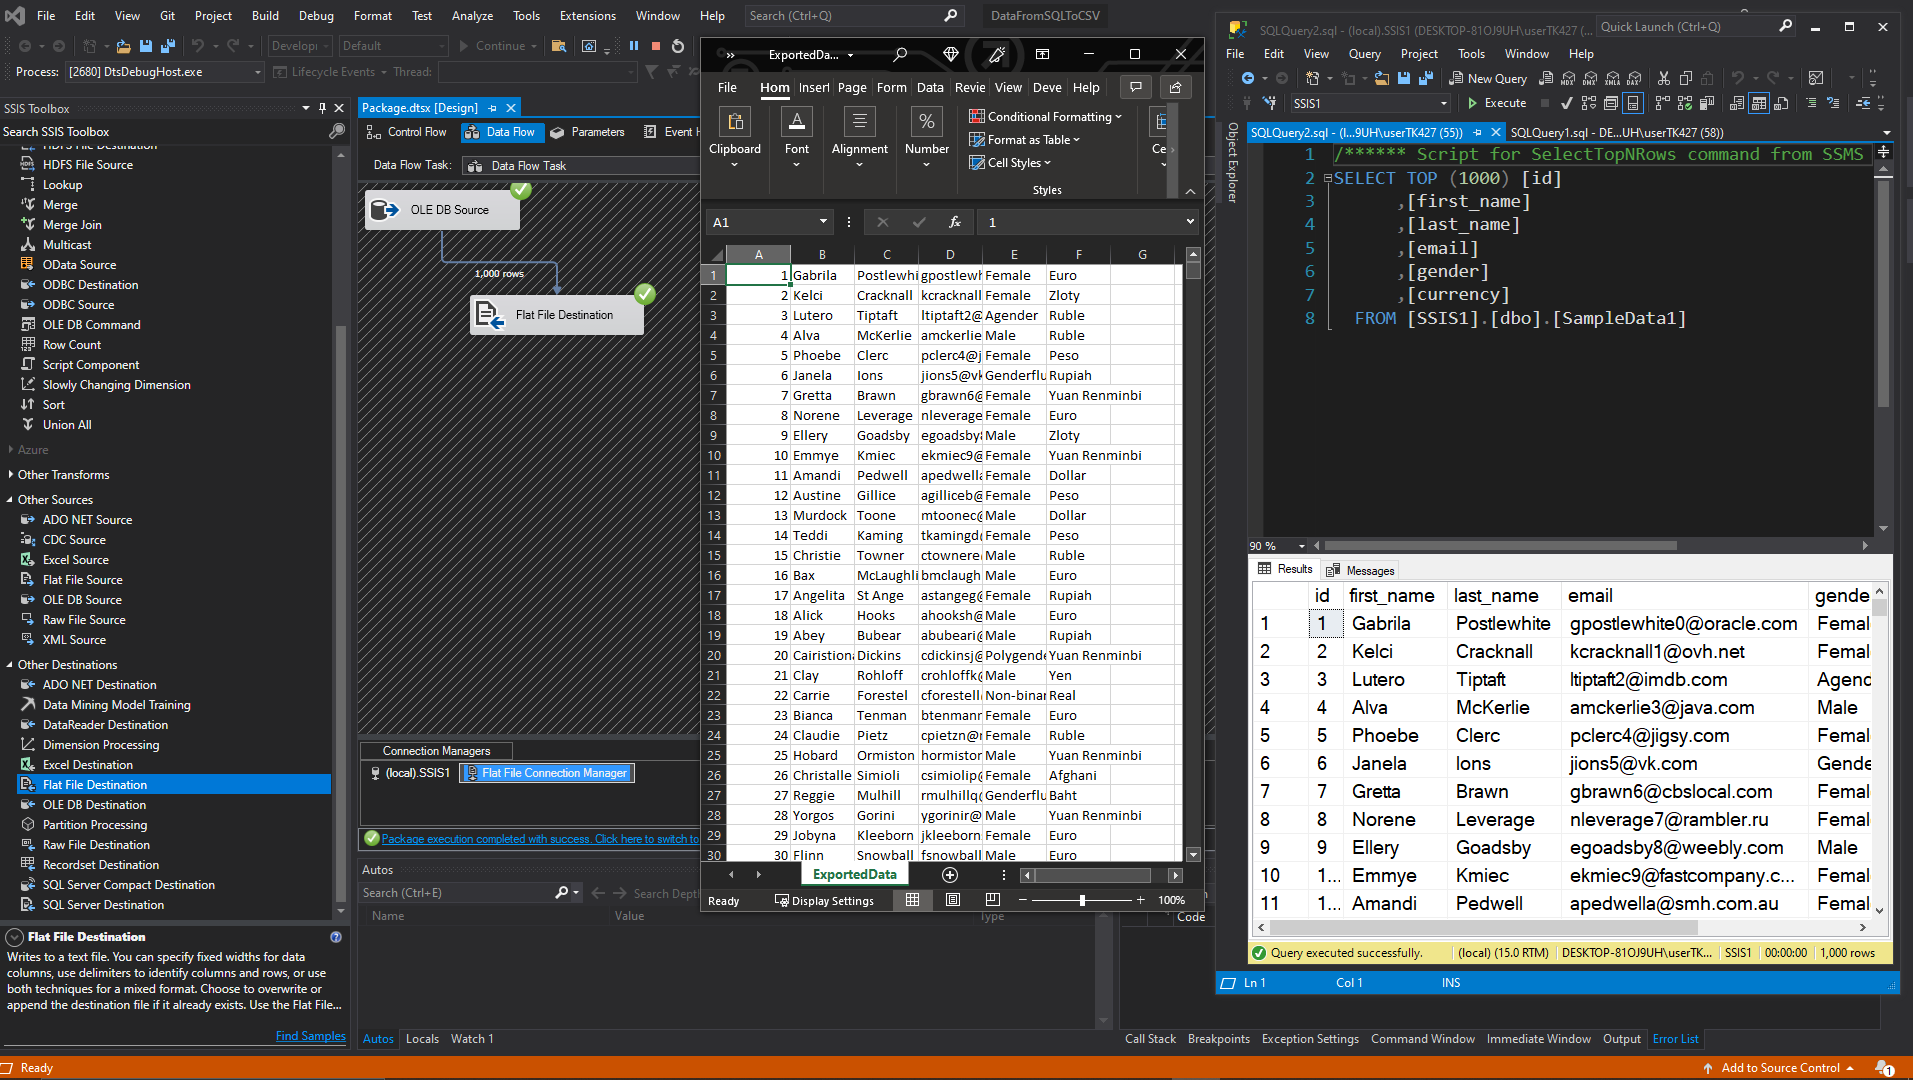 File Edit View Git Project Build Debug Format Test Analyze Tools Extensions Window Help Search (Ctrl+Q) DataFromSQLToCSV
Developi Default Continue
Process: [2680] DtsDebugHost.exe Lifecycle Events Thread:
SSIS Toolbox
Search SSIS Toolbox
HDFS File Destination
HDFS File Source
Lookup
Merge
Merge Join
Multicast
OData Source
ODBC Destination
ODBC Source
OLE DB Command
Row Count
Script Component
Slowly Changing Dimension
Sort
Union All
Azure
Other Transforms
Other Sources
ADO NET Source
CDC Source
Excel Source
Flat File Source
OLE DB Source
Raw File Source
XML Source
Other Destinations
ADO NET Destination
Data Mining Model Training
DataReader Destination
Dimension Processing
Excel Destination
Flat File Destination
OLE DB Destination
Partition Processing
Raw File Destination
Recordset Destination
SQL Server Compact Destination
SQL Server Destination
Flat File Destination
Writes to a text file. You can specify fixed widths for data
columns, use delimiters to identify columns and rows, or use
both techniques for a mixed format. Choose to overwrite or
append the destination file if it already exists. Use the Flat File...
Find Samples
Package.dtsx [Design]
Control Flow Data Flow Parameters Event H
Data Flow Task: Data Flow Task
OLE DB Source
1,000 rows
Flat File Destination
Connection Managers
(local).SSIS1 Flat File Connection Manager
Package execution completed with success. Click here to switch to
Autos
Search (Ctrl+E) Search Depth
Name Value Type
Autos Locals Watch 1
ExportedDa...
File Hom Insert Page Form Data Revie View Deve Help
Clipboard Font Alignment Number
Conditional Formatting
Format as Table
Cell Styles
Styles
Ce
A1 1
A B C D E F G
1 1 Gabrila Postlewhi gpostlewh Female Euro
2 2 Kelci Cracknall kcracknall Female Zloty
3 3 Lutero Tiptaft ltiptaft2@ Agender Ruble
4 4 Alva McKerlie amckerlie Male Ruble
5 5 Phoebe Clerc pclerc4@j Female Peso
6 6 Janela Ions jions5@vk Genderflu Rupiah
7 7 Gretta Brawn gbrawn6@ Female Yuan Renminbi
8 8 Norene Leverage nleverage Female Euro
9 9 Ellery Goadsby egoadsby8 Male Zloty
10 10 Emmye Kmiec ekmiec9@ Female Yuan Renminbi
11 11 Amandi Pedwell apedwella Female Dollar
12 12 Austine Gillice agilliceb@ Female Peso
13 13 Murdock Toone mtoonec@ Male Dollar
14 14 Teddi Kaming tkamingd@ Female Peso
15 15 Christie Towner ctownere@ Male Ruble
16 16 Bax McLaughli bmclaugh Male Euro
17 17 Angelita St Ange astangeg@ Female Rupiah
18 18 Alick Hooks ahooksh@ Male Euro
19 19 Abey Bubear abubeari@ Male Rupiah
20 20 Cairistiona Dickins cdickinsj@ Polygende Yuan Renminbi
21 21 Clay Rohloff crohloffk@ Male Yen
22 22 Carrie Forestel cforestell Non-binar Real
23 23 Bianca Tenman btenmanm Female Euro
24 24 Claudie Pietz cpietzn@ Female Ruble
25 25 Hobard Ormiston hormiston Male Yuan Renminbi
26 26 Christalle Simioli csimiolip@ Female Afghani
27 27 Reggie Mulhill rmulhillq@ Genderflu Baht
28 28 Yorgos Gorini ygorinir@ Male Yuan Renminbi
29 29 Jobyna Kleeborn jkleeborn Female Euro
30 30 Flinn Snowball fsnowball Male Euro
ExportedData
Ready Display Settings 100%
Code
SQLQuery2.sql - (local).SSIS1 (DESKTOP-81OJ9UH\userTK427 (... Quick Launch (Ctrl+Q)
File Edit View Query Project Tools Window Help
New Query
SSIS1 Execute
SQLQuery2.sql - (l...9UH\userTK427 (55)) SQLQuery1.sql - DE...UH\userTK427 (58))
Object Explorer
1 /****** Script for SelectTopNRows command from SSMS
2 SELECT TOP (1000) [id]
3 ,[first_name]
4 ,[last_name]
5 ,[email]
6 ,[gender]
7 ,[currency]
8 FROM [SSIS1].[dbo].[SampleData1]
90 %
Results Messages
id first_name last_name email gende
1 1 Gabrila Postlewhite gpostlewhite0@oracle.com Femal
2 2 Kelci Cracknall kcracknall1@ovh.net Femal
3 3 Lutero Tiptaft ltiptaft2@imdb.com Agend
4 4 Alva McKerlie amckerlie3@java.com Male
5 5 Phoebe Clerc pclerc4@jigsy.com Femal
6 6 Janela Ions jions5@vk.com Gende
7 7 Gretta Brawn gbrawn6@cbslocal.com Femal
8 8 Norene Leverage nleverage7@rambler.ru Femal
9 9 Ellery Goadsby egoadsby8@weebly.com Male
10 1... Emmye Kmiec ekmiec9@fastcompany.c... Femal
11 1... Amandi Pedwell apedwella@smh.com.au Femal
Query executed successfully. (local) (15.0 RTM) DESKTOP-81OJ9UH\userTK... SSIS1 00:00:00 1,000 rows
Ln 1 Col 1 INS
Call Stack Breakpoints Exception Settings Command Window Immediate Window Output Error List
Ready Add to Source Control 1